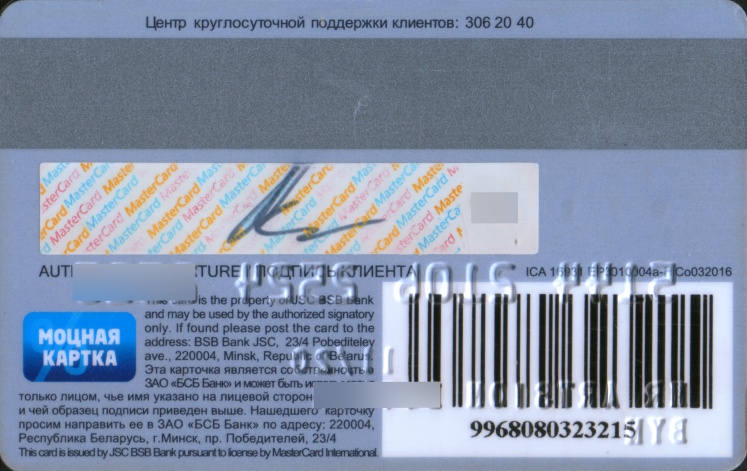 Центр круглосуточной поддержки клиентов: 306 20 40
MasterCard
ПОДПИСЬ КЛИЕНТА
ICA 16931 Co032016
is the property of JSC BSB Bank
and may be used by the authorized signatory
only. If found please post the card to the
address: BSB Bank JSC, 23/4 Pobediteley
ave., 220004, Minsk, Republic of Belarus.
МОЦНАЯ
КАРТКА
Эта карточка является собственностью
ЗАО «БСБ Банк» и может быть
только лицом, чье имя указано на лицевой
и чей образец подписи приведен выше. Нашедшего карточку
просим направить ее в ЗАО «БСБ Банк» по адресу: 220004,
Республика Беларусь, г.Минск, пр. Победителей, 23/4
This card is issued by JSC BSB Bank pursuant to license by MasterCard International.
9968080323215